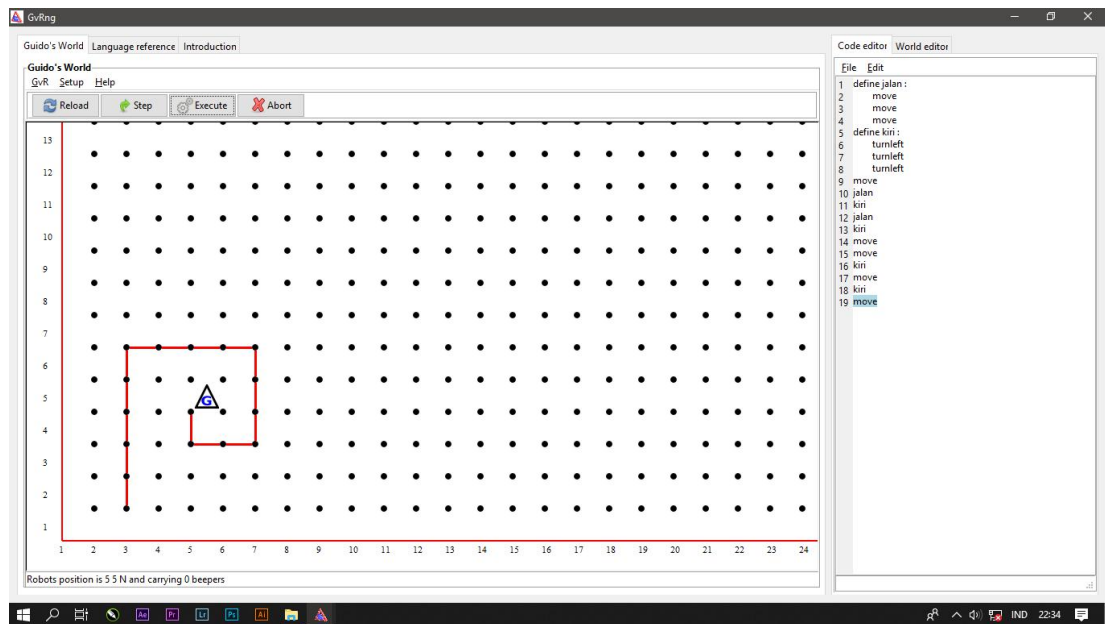 GvRng
Guido's World Language reference Introduction
Guido's World
GvR Setup Help
Reload Step Execute Abort
13
12
11
10
9
8
7
6
5
4
3
2
1
G
1 2 3 4 5 6 7 8 9 10 11 12 13 14 15 16 17 18 19 20 21 22 23 24
Robots position is 5 5 N and carrying 0 beepers
Code editor World editor
File Edit
1 define jalan :
2 move
3 move
4 move
5 define kiri :
6 turnleft
7 turnleft
8 turnleft
9 move
10 jalan
11 kiri
12 jalan
13 kiri
14 move
15 move
16 kiri
17 move
18 kiri
19 move
Ae Pr Lr Ps Ai
IND 22:34